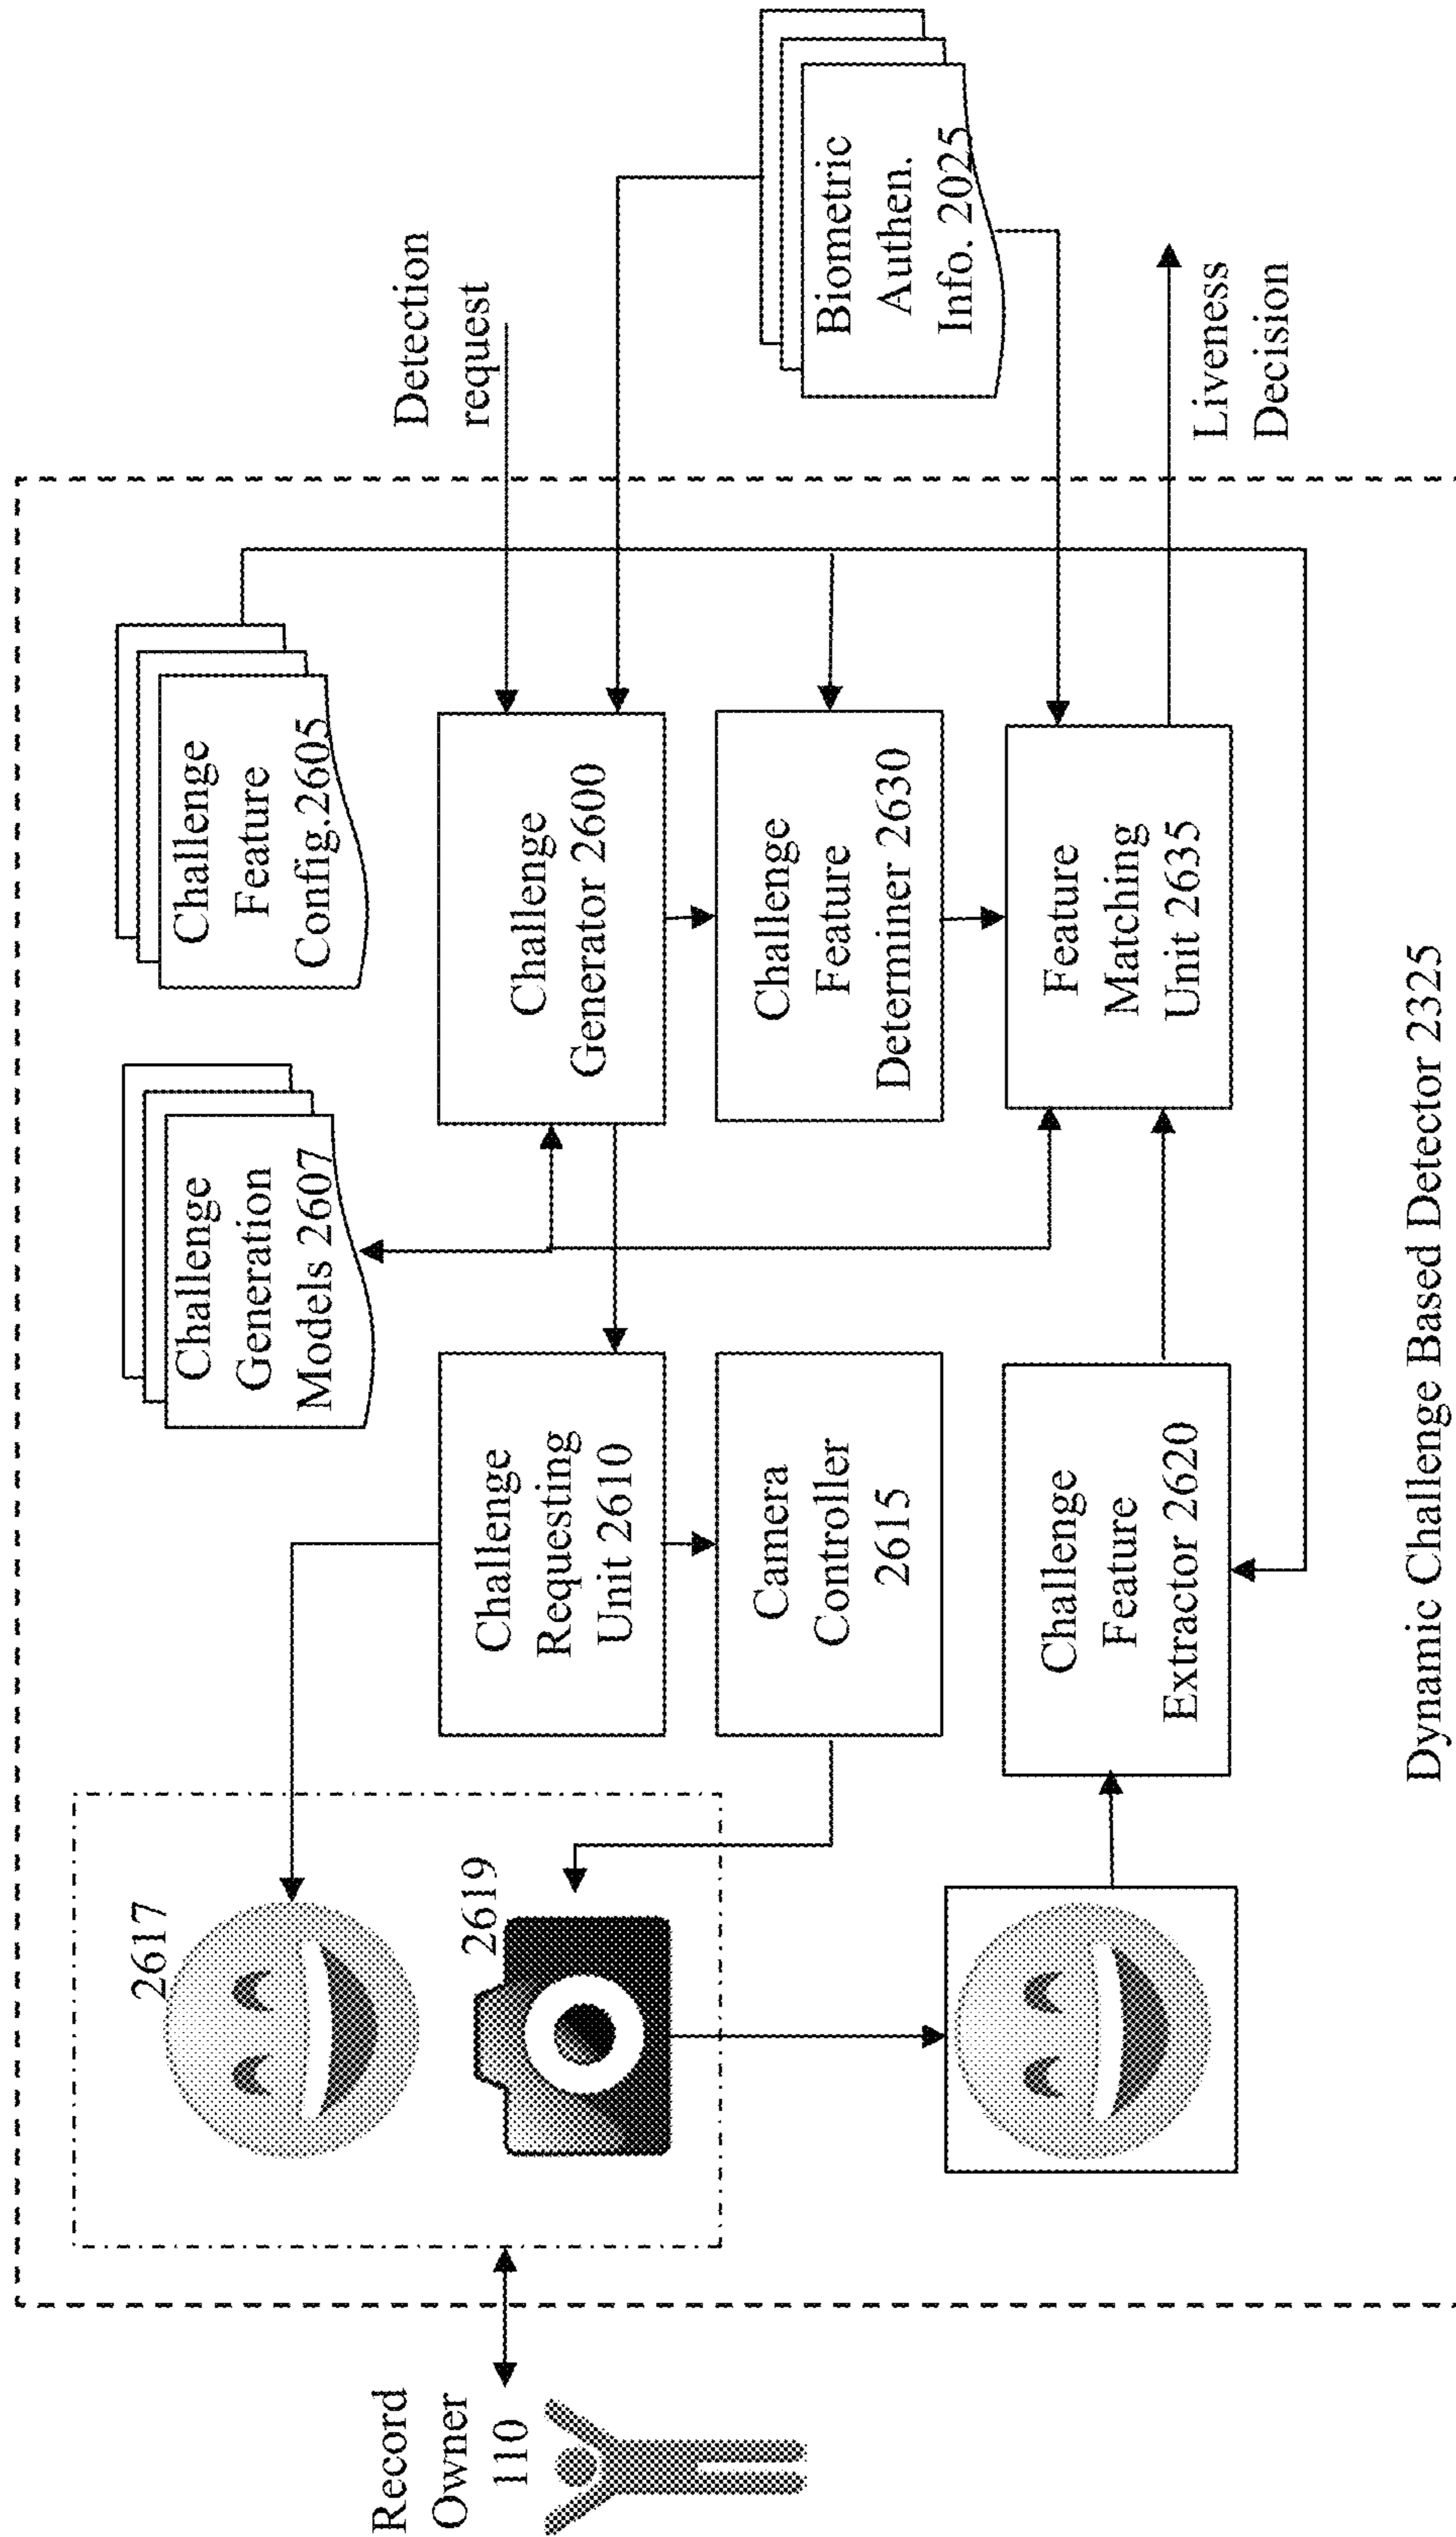 Record
Owner
110
2617
2619
Challenge
Generation
Models 2607
Challenge
Feature
Config.2605
Challenge
Requesting
Unit 2610
Challenge
Generator 2600
Detection
request
Camera
Controller
2615
Challenge
Feature
Determiner 2630
Biometric
Authen.
Info. 2025
Challenge
Feature
Extractor 2620
Feature
Matching
Unit 2635
Liveness
Decision
Dynamic Challenge Based Detector 2325